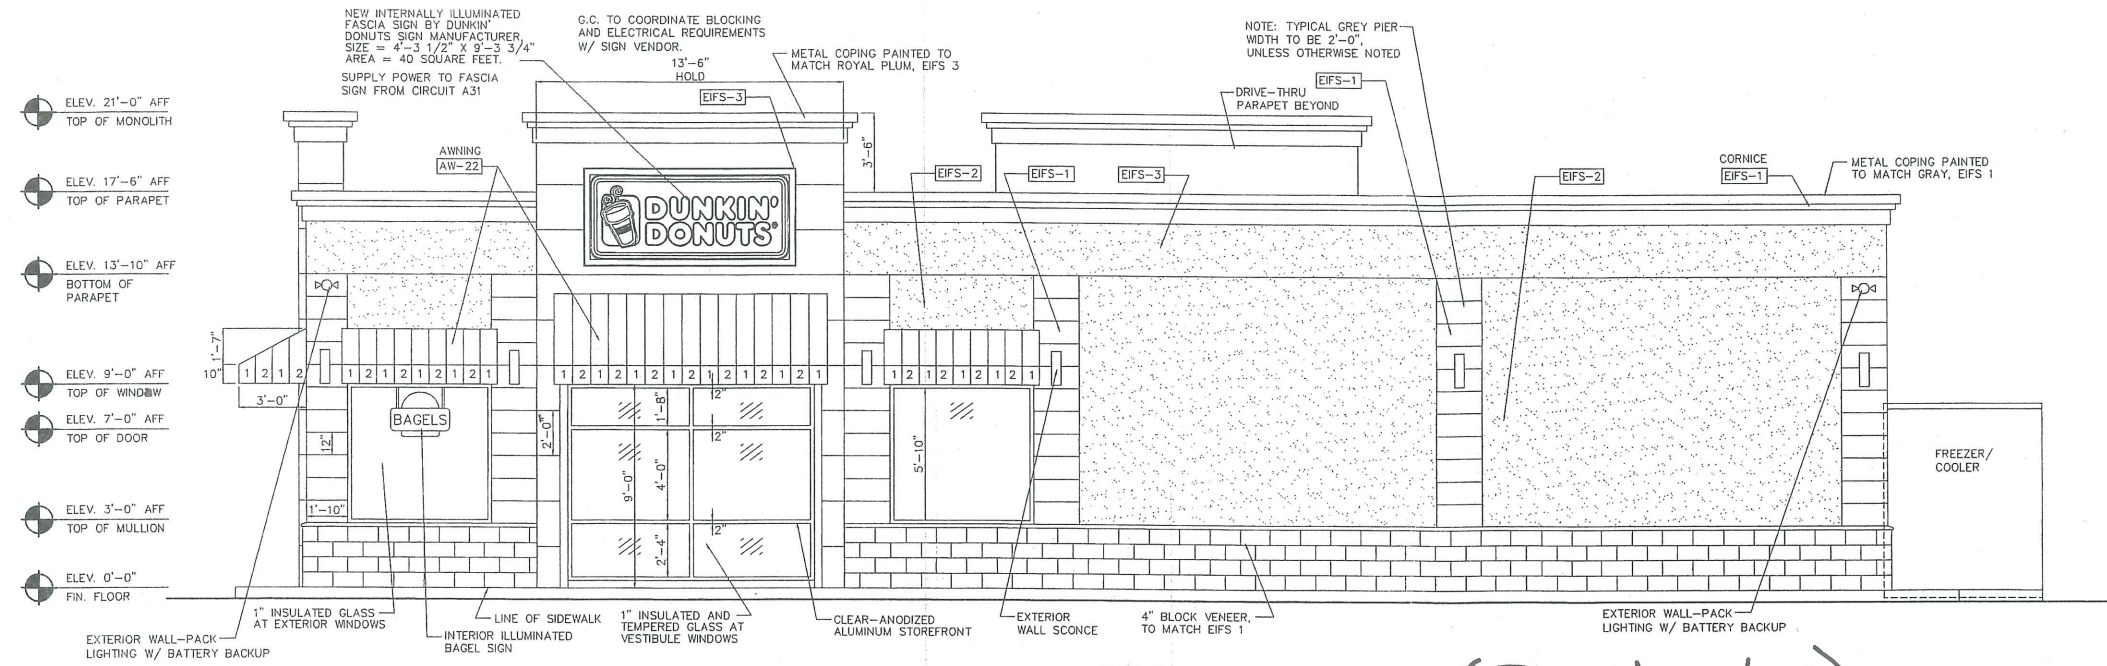 NEW INTERNALLY ILLUMINATED
FASCIA SIGN BY DUNKIN'
DONUTS SIGN MANUFACTURER,
SIZE = 4'-3 1/2" X 9'-3 3/4"
AREA = 40 SQUARE FEET.
SUPPLY POWER TO FASCIA
SIGN FROM CIRCUIT A31
G.C. TO COORDINATE BLOCKING
AND ELECTRICAL REQUIREMENTS
W/ SIGN VENDOR.
13'-6"
HOLD
METAL COPING PAINTED TO
MATCH ROYAL PLUM, EIFS 3
EIFS-3
NOTE: TYPICAL GREY PIER
WIDTH TO BE 2'-0",
UNLESS OTHERWISE NOTED
EIFS-1
DRIVE-THRU
PARAPET BEYOND
ELEV. 21'-0" AFF
TOP OF MONOLITH
3'-6"
AWNING
AW-22
EIFS-2
EIFS-1
EIFS-3
EIFS-2
CORNICE
EIFS-1
METAL COPING PAINTED
TO MATCH GRAY, EIFS 1
ELEV. 17'-6" AFF
TOP OF PARAPET
DUNKIN'
DONUTS®
ELEV. 13'-10" AFF
BOTTOM OF
PARAPET
1'-7"
10"
1 2 1 2
1 2 1 2 1 2 1 2 1
1 2 1 2 1 2 1 2 1 2 1 2 1 2 1
1 2 1 2 1 2 1 2 1
3'-0"
ELEV. 9'-0" AFF
TOP OF WINDOW
ELEV. 7'-0" AFF
TOP OF DOOR
BAGELS
12"
2'-0"
1'-8"
2"
2"
9'-0"
4'-0"
5'-10"
FREEZER/
COOLER
1'-10"
ELEV. 3'-0" AFF
TOP OF MULLION
2"
2'-4"
ELEV. 0'-0"
FIN. FLOOR
1" INSULATED GLASS
AT EXTERIOR WINDOWS
LINE OF SIDEWALK
1" INSULATED AND
TEMPERED GLASS AT
VESTIBULE WINDOWS
CLEAR-ANODIZED
ALUMINUM STOREFRONT
EXTERIOR
WALL SCONCE
4" BLOCK VENEER,
TO MATCH EIFS 1
EXTERIOR WALL-PACK
LIGHTING W/ BATTERY BACKUP
EXTERIOR WALL-PACK
LIGHTING W/ BATTERY BACKUP
INTERIOR ILLUMINATED
BAGEL SIGN